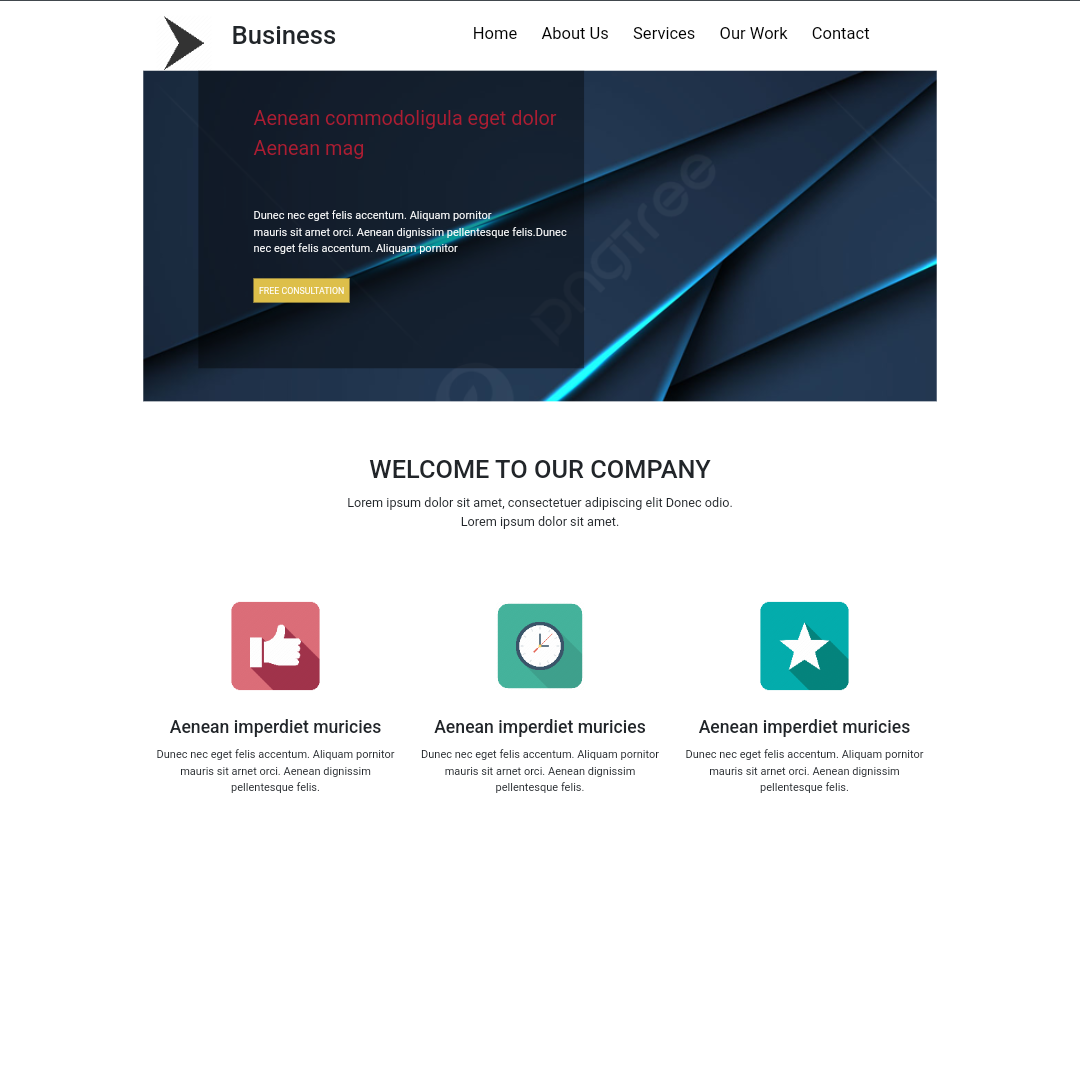 Business
Home About Us Services Our Work Contact
Aenean commodoligula eget dolor
Aenean mag
Dunec nec eget felis accentum. Aliquam pornitor
mauris sit arnet orci. Aenean dignissim pellentesque felis.Dunec
nec eget felis accentum. Aliquam pornitor
FREE CONSULTATION
pngtree
WELCOME TO OUR COMPANY
Lorem ipsum dolor sit amet, consectetuer adipiscing elit Donec odio.
Lorem ipsum dolor sit amet.
Aenean imperdiet muricies
Dunec nec eget felis accentum. Aliquam pornitor
mauris sit arnet orci. Aenean dignissim
pellentesque felis.
Aenean imperdiet muricies
Dunec nec eget felis accentum. Aliquam pornitor
mauris sit arnet orci. Aenean dignissim
pellentesque felis.
Aenean imperdiet muricies
Dunec nec eget felis accentum. Aliquam pornitor
mauris sit arnet orci. Aenean dignissim
pellentesque felis.